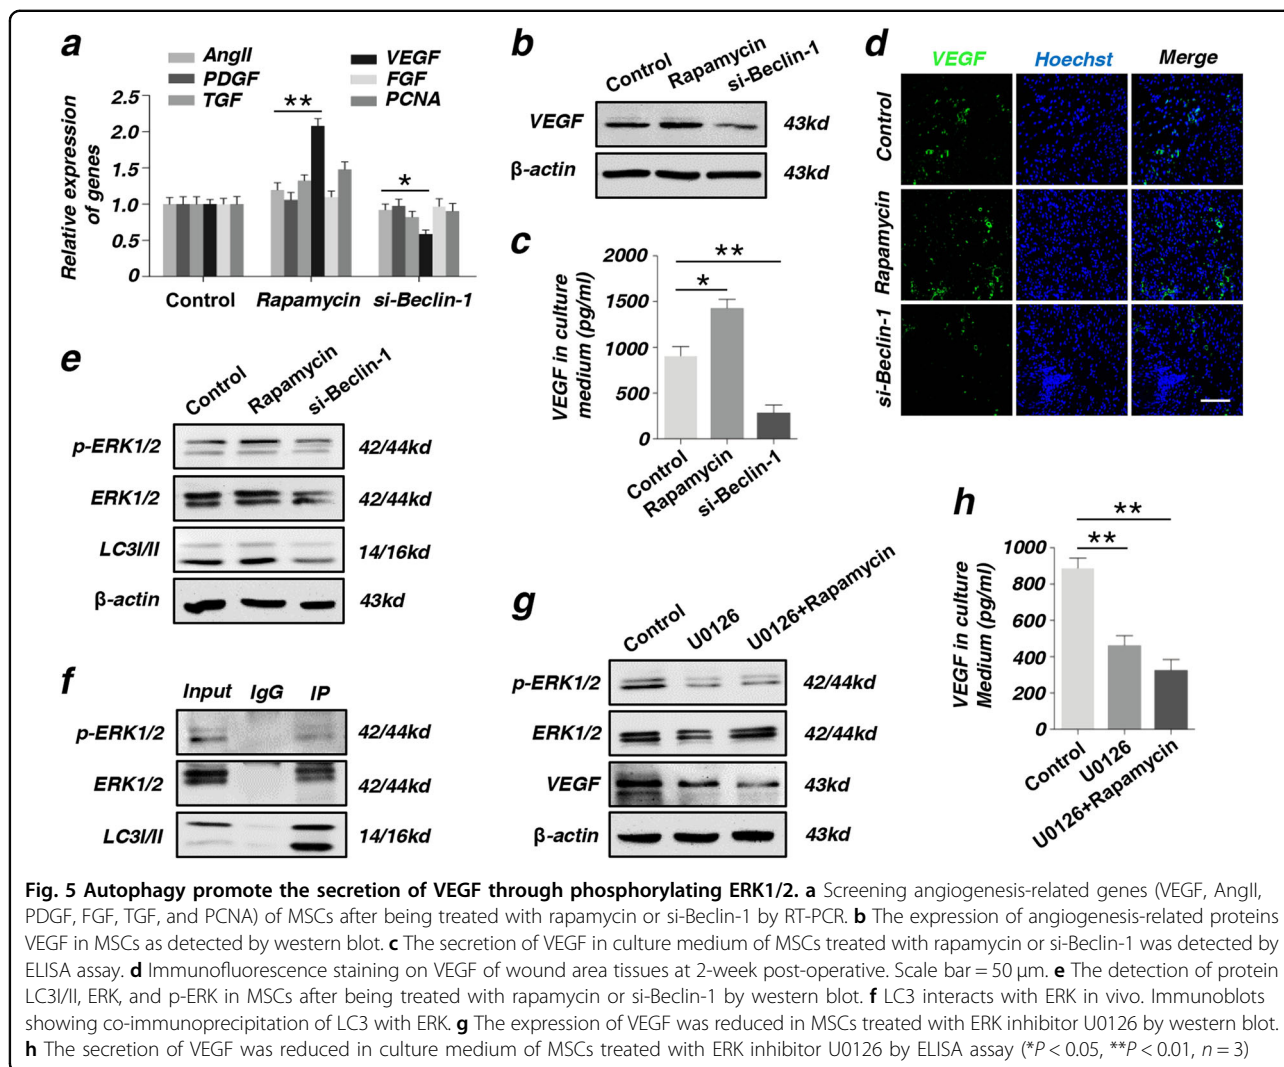 a
AngII
PDGF
TGF
VEGF
FGF
PCNA
Relative expression
of genes
2.5
2.0
1.5
1.0
0.5
0
**
*
Control
Rapamycin
si-Beclin-1
b
Control
Rapamycin
si-Beclin-1
VEGF
43kd
β-actin
43kd
c
VEGF in culture
medium (pg/ml)
2000
1500
1000
500
0
**
*
Control
Rapamycin
si-Beclin-1
d
VEGF
Hoechst
Merge
Control
Rapamycin
si-Beclin-1
e
Control
Rapamycin
si-Beclin-1
p-ERK1/2
42/44kd
ERK1/2
42/44kd
LC3I/II
14/16kd
β-actin
43kd
f
Input
IgG
IP
p-ERK1/2
42/44kd
ERK1/2
42/44kd
LC3I/II
14/16kd
g
Control
U0126
U0126+Rapamycin
p-ERK1/2
42/44kd
ERK1/2
42/44kd
VEGF
43kd
β-actin
43kd
h
VEGF in culture
Medium (pg/ml)
1000
800
600
400
200
0
**
**
Control
U0126
U0126+Rapamycin
Fig. 5 Autophagy promote the secretion of VEGF through phosphorylating ERK1/2. a Screening angiogenesis-related genes (VEGF, AngII,
PDGF, FGF, TGF, and PCNA) of MSCs after being treated with rapamycin or si-Beclin-1 by RT-PCR. b The expression of angiogenesis-related proteins
VEGF in MSCs as detected by western blot. c The secretion of VEGF in culture medium of MSCs treated with rapamycin or si-Beclin-1 was detected by
ELISA assay. d Immunofluorescence staining on VEGF of wound area tissues at 2-week post-operative. Scale bar = 50 μm. e The detection of protein
LC3I/II, ERK, and p-ERK in MSCs after being treated with rapamycin or si-Beclin-1 by western blot. f LC3 interacts with ERK in vivo. Immunoblots
showing co-immunoprecipitation of LC3 with ERK. g The expression of VEGF was reduced in MSCs treated with ERK inhibitor U0126 by western blot.
h The secretion of VEGF was reduced in culture medium of MSCs treated with ERK inhibitor U0126 by ELISA assay (*P < 0.05, **P < 0.01, n = 3)